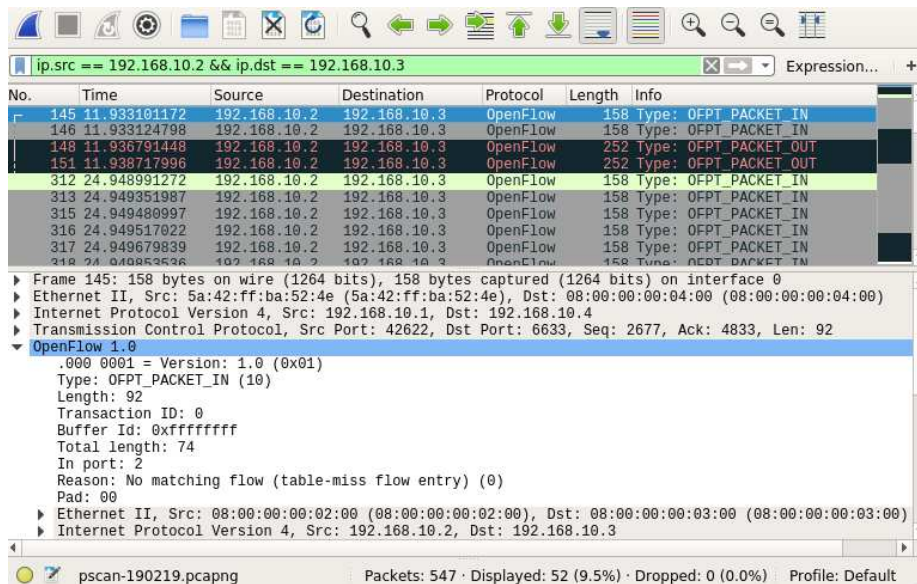 ip.src == 192.168.10.2 && ip.dst == 192.168.10.3 Expression... +
No. Time Source Destination Protocol Length Info
145 11.933101172 192.168.10.2 192.168.10.3 OpenFlow 158 Type: OFPT_PACKET_IN
146 11.933124798 192.168.10.2 192.168.10.3 OpenFlow 158 Type: OFPT_PACKET_IN
148 11.936791448 192.168.10.2 192.168.10.3 OpenFlow 252 Type: OFPT_PACKET_OUT
151 11.938717996 192.168.10.2 192.168.10.3 OpenFlow 252 Type: OFPT_PACKET_OUT
312 24.948991272 192.168.10.2 192.168.10.3 OpenFlow 158 Type: OFPT_PACKET_IN
313 24.949351987 192.168.10.2 192.168.10.3 OpenFlow 158 Type: OFPT_PACKET_IN
315 24.949480997 192.168.10.2 192.168.10.3 OpenFlow 158 Type: OFPT_PACKET_IN
316 24.949517022 192.168.10.2 192.168.10.3 OpenFlow 158 Type: OFPT_PACKET_IN
317 24.949679839 192.168.10.2 192.168.10.3 OpenFlow 158 Type: OFPT_PACKET_IN
318 24.949853536 192.168.10.2 192.168.10.3 OpenFlow 158 Type: OFPT_PACKET_IN
Frame 145: 158 bytes on wire (1264 bits), 158 bytes captured (1264 bits) on interface 0
Ethernet II, Src: 5a:42:ff:ba:52:4e (5a:42:ff:ba:52:4e), Dst: 08:00:00:00:04:00 (08:00:00:00:04:00)
Internet Protocol Version 4, Src: 192.168.10.1, Dst: 192.168.10.4
Transmission Control Protocol, Src Port: 42622, Dst Port: 6633, Seq: 2677, Ack: 4833, Len: 92
OpenFlow 1.0
.000 0001 = Version: 1.0 (0x01)
Type: OFPT_PACKET_IN (10)
Length: 92
Transaction ID: 0
Buffer Id: 0xffffffff
Total length: 74
In port: 2
Reason: No matching flow (table-miss flow entry) (0)
Pad: 00
Ethernet II, Src: 08:00:00:00:02:00 (08:00:00:00:02:00), Dst: 08:00:00:00:03:00 (08:00:00:00:03:00)
Internet Protocol Version 4, Src: 192.168.10.2, Dst: 192.168.10.3
pscan-190219.pcapng Packets: 547 · Displayed: 52 (9.5%) · Dropped: 0 (0.0%) Profile: Default